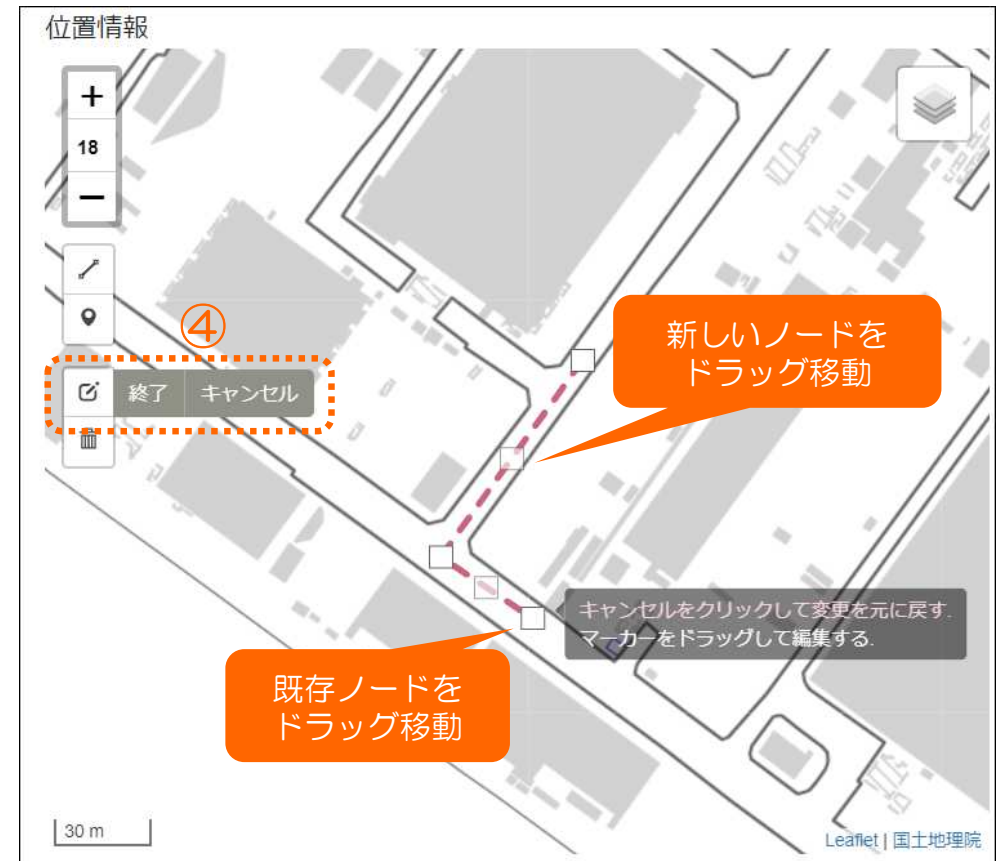 位置情報
+
18
−
④
終了 キャンセル
新しいノードを
ドラッグ移動
キャンセルをクリックして変更を元に戻す.
マーカーをドラッグして編集する.
既存ノードを
ドラッグ移動
30 m
Leaflet | 国土地理院